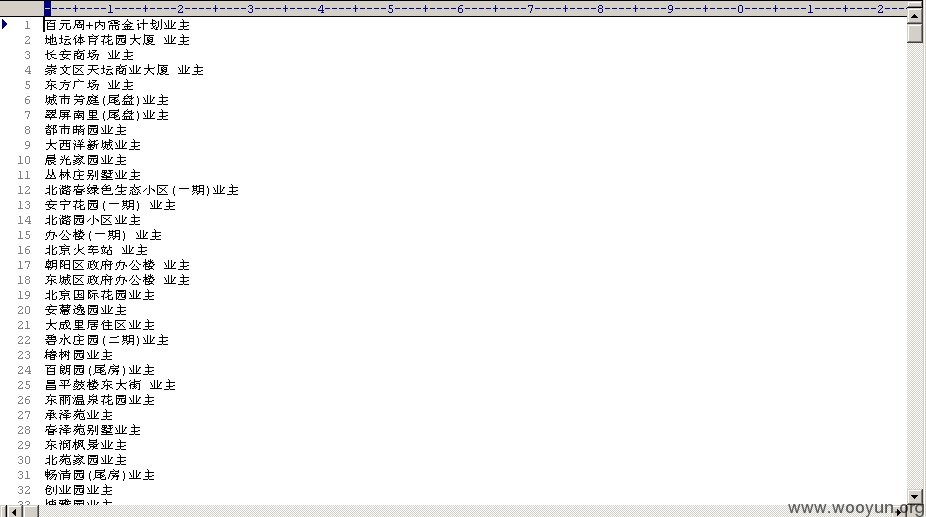 ----+----1----+----2----+----3----+----4----+----5----+----6----+----7----+----8----+----9----+----0----+----1----+----2---
1 百元周+内需金计划业主
2 地坛体育花园大厦 业主
3 长安商场 业主
4 崇文区天坛商业大厦 业主
5 东方广场 业主
6 城市芳庭(尾盘)业主
7 翠屏南里(尾盘)业主
8 都市晴园业主
9 大西洋新城业主
10 晨光家园业主
11 丛林庄别墅业主
12 北潞春绿色生态小区(一期)业主
13 安宁花园(一期) 业主
14 北潞园小区业主
15 办公楼(一期) 业主
16 北京火车站 业主
17 朝阳区政府办公楼 业主
18 东城区政府办公楼 业主
19 北京国际花园业主
20 安慧逸园业主
21 大成里居住区业主
22 碧水庄园(二期)业主
23 椿树园业主
24 百朗园(尾房)业主
25 昌平鼓楼东大街 业主
26 东丽温泉花园业主
27 承泽苑业主
28 春泽苑别墅业主
29 东润枫景业主
30 北苑家园业主
31 畅清园(尾房)业主
32 创业园业主
33
www.wooyun.org